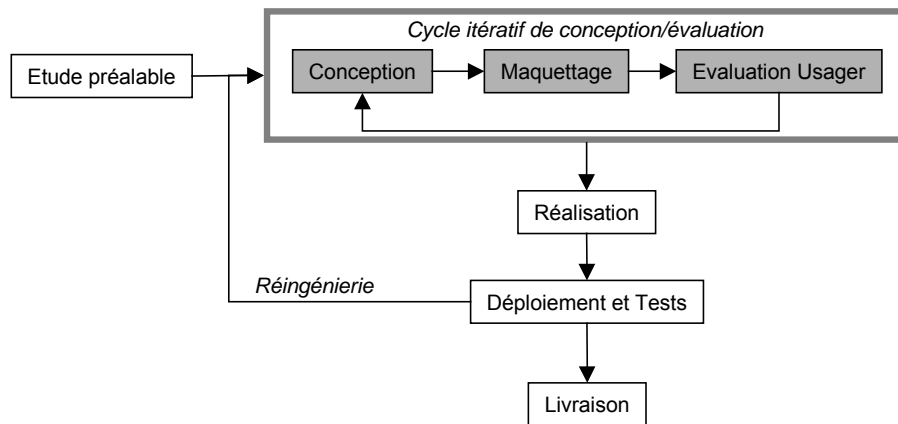 Cycle itératif de conception/évaluation
Etude préalable
Conception
Maquettage
Evaluation Usager
Réalisation
Réingénierie
Déploiement et Tests
Livraison